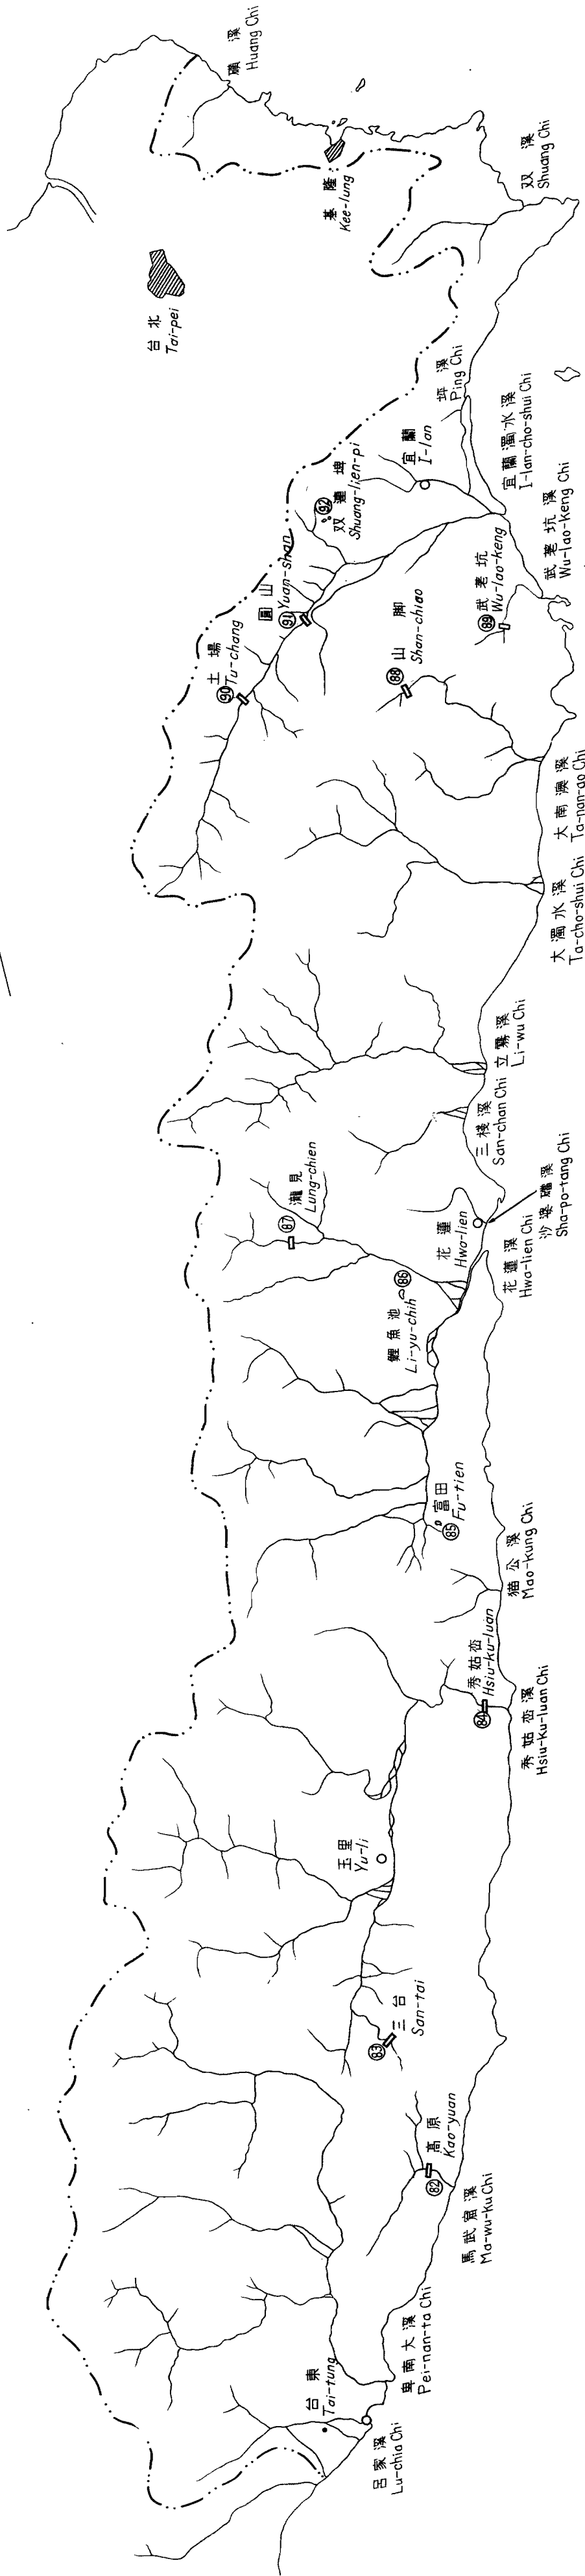 磺溪
Huang Chi
基隆
Kee-lung
双溪
Shuang Chi
台北
Tai-pei
坪溪
Ping Chi
宜蘭
I-lan
宜蘭濁水溪
I-lan-cho-shui Chi
92
双連埤
Shuang-lien-pi
91
圓山
Yuan-shan
90
土場
Tu-chang
武荖坑溪
Wu-lao-keng Chi
89
武荖坑
Wu-lao-keng
88
山脚
Shan-chiao
大南澳溪
Ta-nan-ao Chi
大濁水溪
Ta-cho-shui Chi
立霧溪
Li-wu Chi
三棧溪
San-chan Chi
87
瀧見
Lung-chien
花蓮
Hwa-lien
沙婆礑溪
Sha-po-tang Chi
花蓮溪
Hwa-lien Chi
86
鯉魚池
Li-yu-chih
85
富田
Fu-tien
猫公溪
Mao-kung Chi
84
秀姑峦
Hsiu-ku-luan
秀姑峦溪
Hsiu-ku-luan Chi
玉里
Yu-li
83
三台
San-tai
82
高原
Kao-yuan
馬武窟溪
Ma-wu-ku Chi
卑南大溪
Pei-nan-ta Chi
台東
Tai-tung
呂家溪
Lu-chia Chi